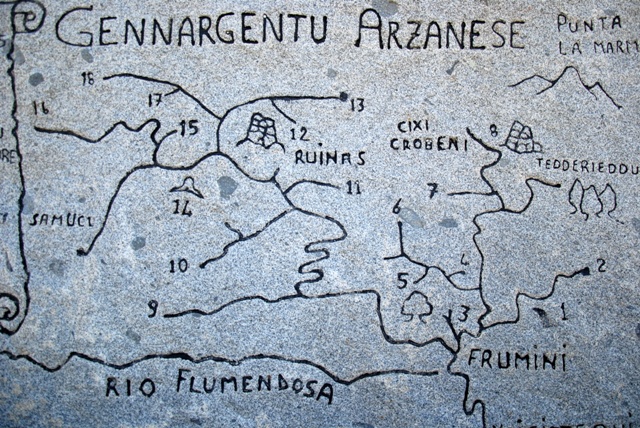 GENNARGENTU ARZANESE
PUNTA
LA MARM
18
17
13
16
15
12
RUINAS
CIXI
CROBENI
8
TEDDERIEDDU
11
7
14
SAMUCI
6
10
5
4
2
9
3
1
FRUMINI
RIO FLUMENDOSA